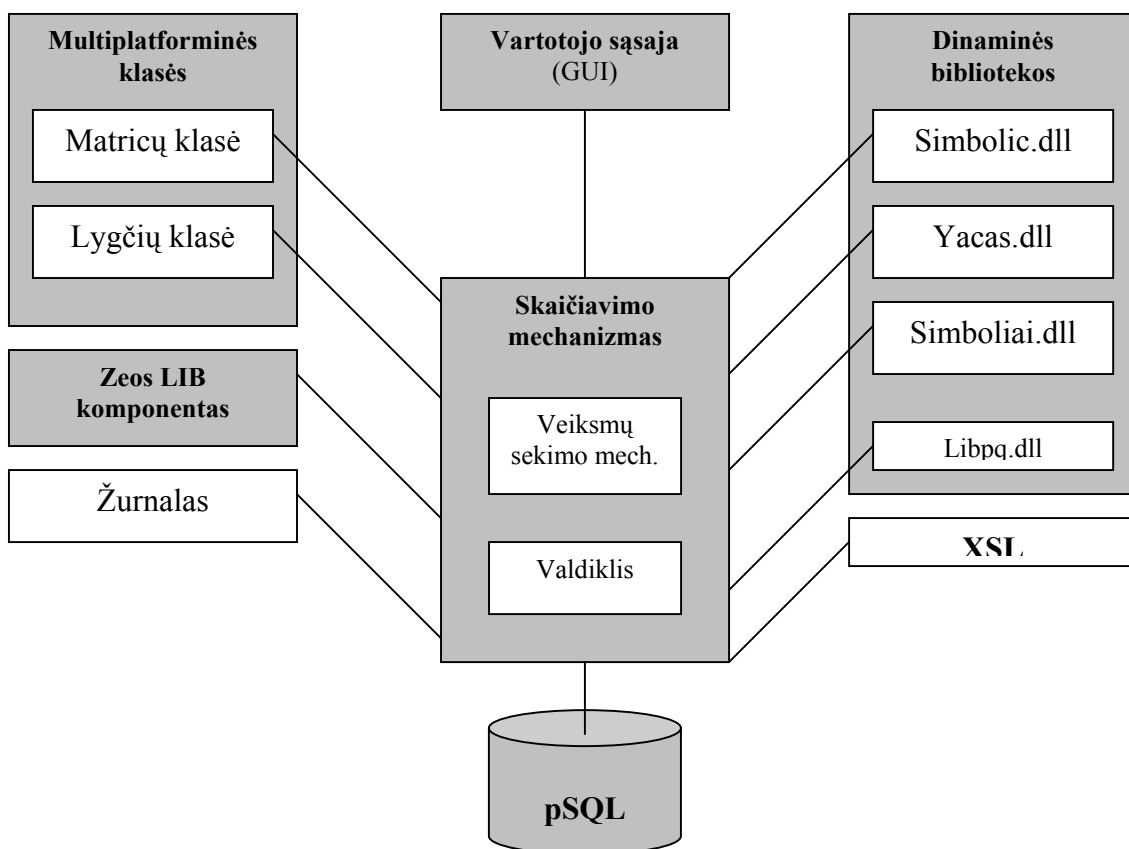 Multiplatforminės
klasės
Matricų klasė
Lygčių klasė
Zeos LIB
komponentas
Žurnalas
Vartotojo sąsaja
(GUI)
Skaičiavimo
mechanizmas
Veiksmų
sekimo mech.
Valdiklis
pSQL
Dinaminės
bibliotekos
Simbolic.dll
Yacas.dll
Simboliai.dll
Libpq.dll
XSL